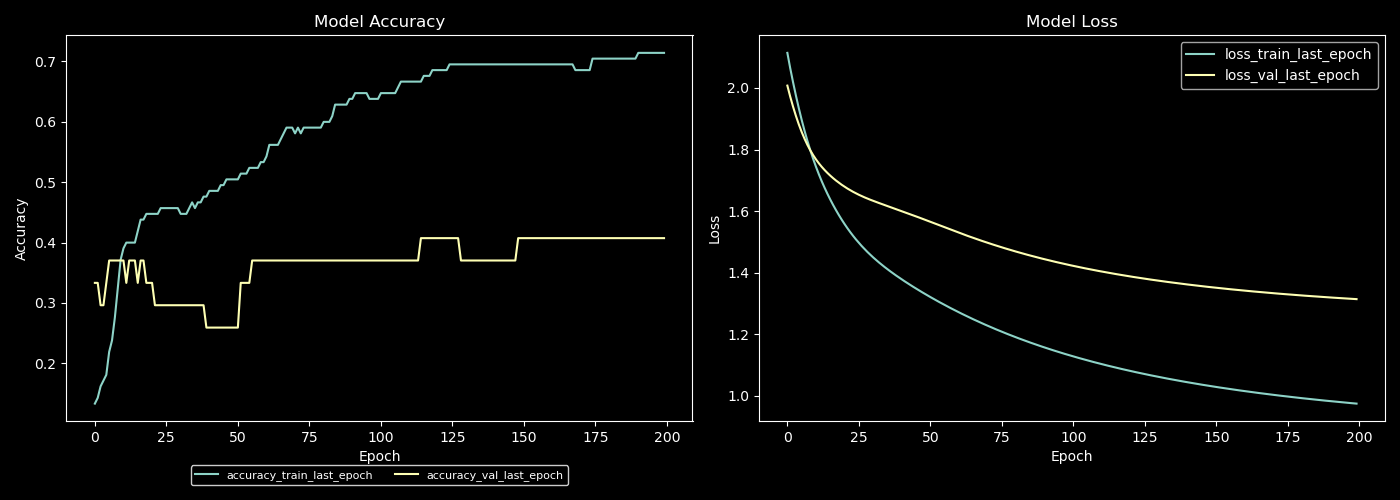 Model Accuracy
Accuracy
0.7
0.6
0.5
0.4
0.3
0.2
0 25 50 75 100 125 150 175 200
Epoch
accuracy_train_last_epoch accuracy_val_last_epoch
Model Loss
Loss
2.0
1.8
1.6
1.4
1.2
1.0
loss_train_last_epoch
loss_val_last_epoch
0 25 50 75 100 125 150 175 200
Epoch